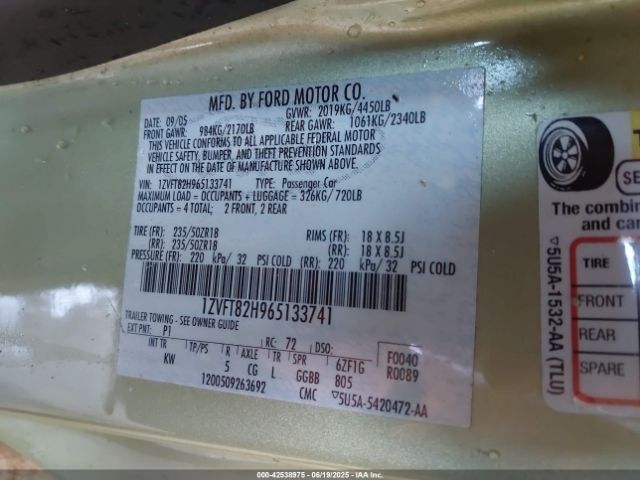 MFD. BY FORD MOTOR CO.
DATE: 09/05 GVWR: 2019KG/4450LB
FRONT GAWR: 984KG/2170LB REAR GAWR: 1061KG/2340LB
THIS VEHICLE CONFORMS TO ALL APPLICABLE FEDERAL MOTOR
VEHICLE SAFETY, BUMPER, AND THEFT PREVENTION STANDARDS
IN EFFECT ON THE DATE OF MANUFACTURE SHOWN ABOVE.
VIN: 1ZVFT82H965133741 TYPE: Passenger Car
MAXIMUM LOAD = OCCUPANTS + LUGGAGE = 326KG/ 720LB
OCCUPANTS = 4 TOTAL; 2 FRONT, 2 REAR
TIRE (FR): 235/50ZR18 RIMS (FR): 18 X 8.5J
(RR): 235/50ZR18 (RR): 18 X 8.5J
PRESSURE (FR): 220 kPa/ 32 PSI COLD (RR): 220 kPa/ 32 PSI COLD
1ZVFT82H965133741
TRAILER TOWING - SEE OWNER GUIDE
EXT PNT: P1 RC: 72 DSO:
INT TR TP/PS R AXLE TR SPR 6ZF1G F0040
KW 5 CG L GGBB 805 R0089
1200509263692 CMC ▽5U5A-5420472-AA
T
SE
The combin
and car
TIRE
FRONT
REAR
SPARE
▽5U5A-1532-AA (TLU)
000-42538975 - 06/19/2025 - IAA Inc.